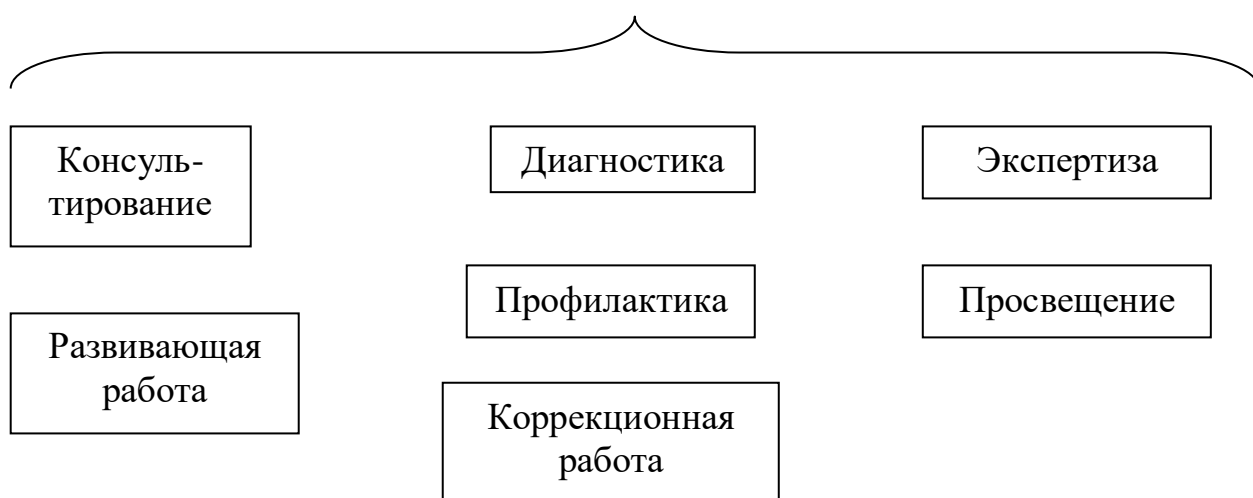 Консуль-
тирование
Диагностика
Экспертиза
Профилактика
Просвещение
Развивающая
работа
Коррекционная
работа